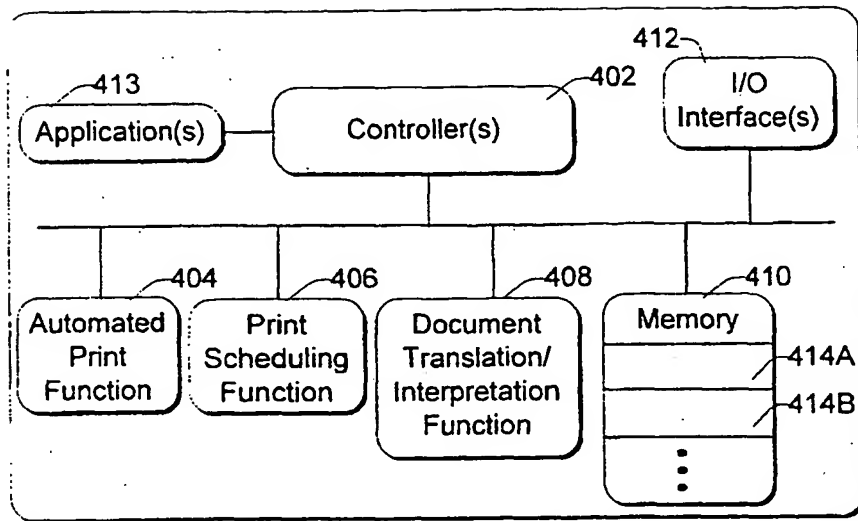 412
413
402
I/O
Interface(s)
Application(s)
Controller(s)
404
406
408
410
Automated
Print
Function
Print
Scheduling
Function
Document
Translation/
Interpretation
Function
Memory
414A
414B